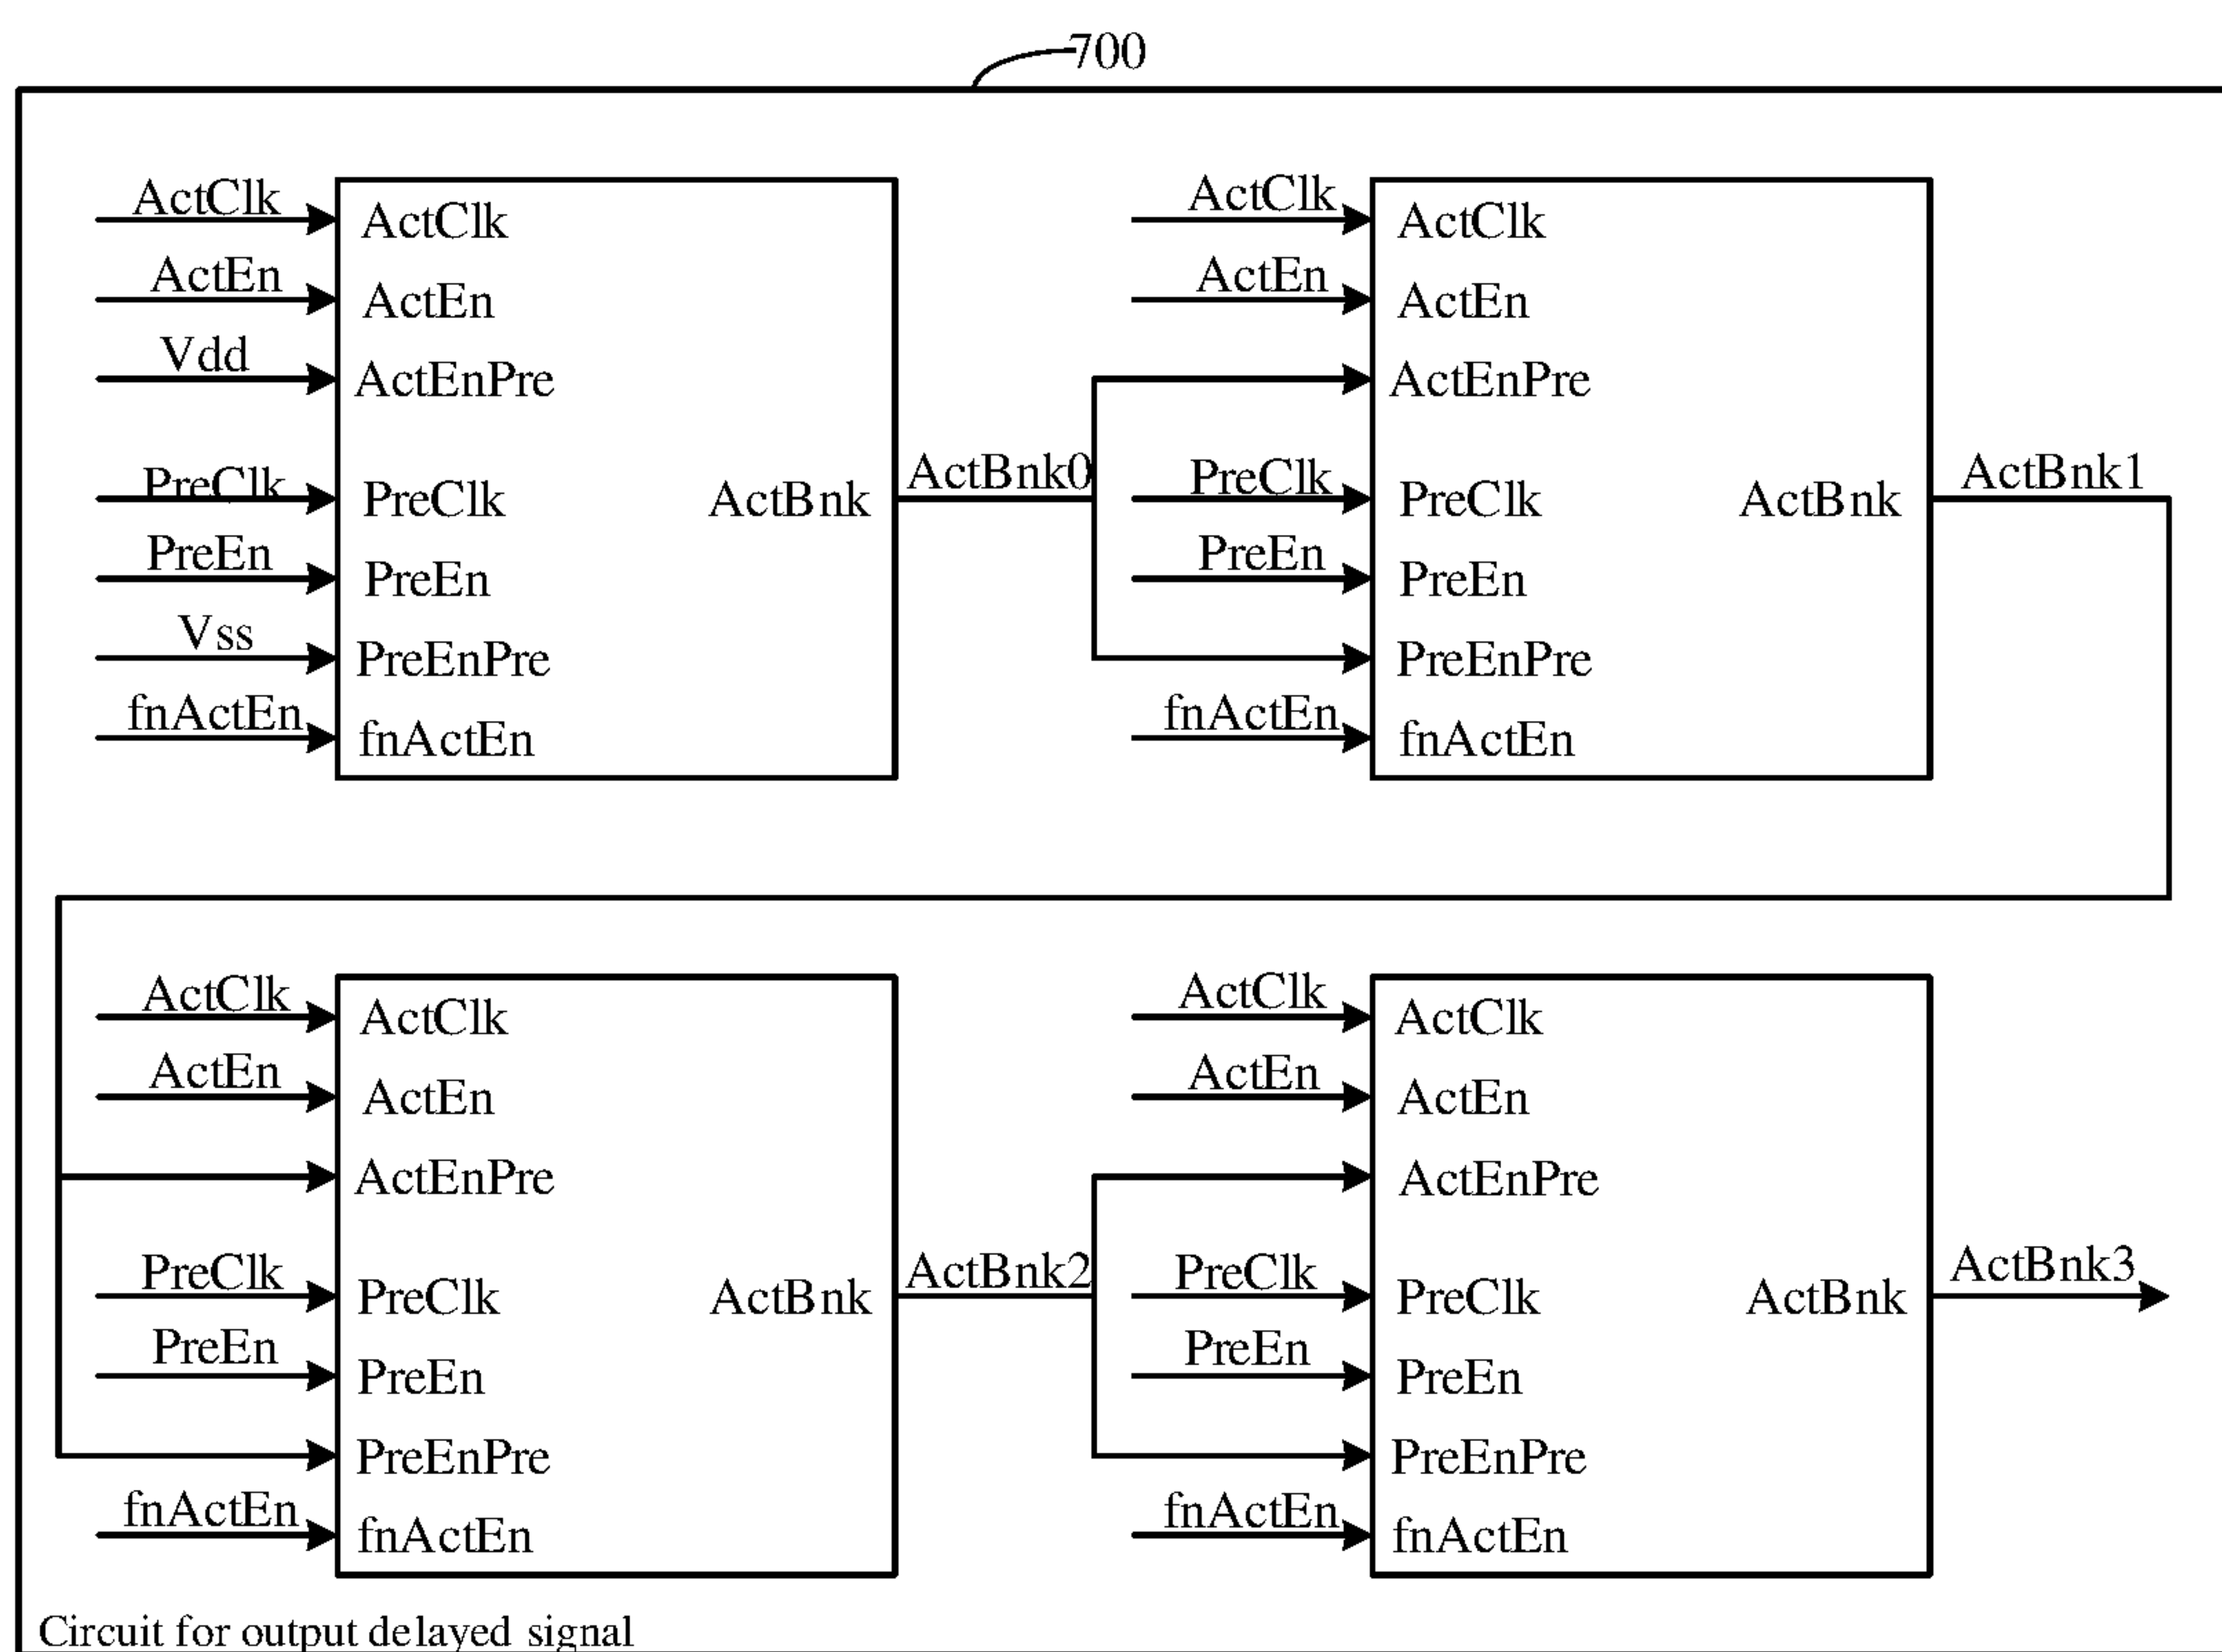 700
ActClk
ActClk
ActEn
ActEn
Vdd
ActEnPre
PreClk
PreClk
PreEn
PreEn
Vss
PreEnPre
fnActEn
fnActEn
ActBnk
ActBnk0
ActClk
ActClk
ActEn
ActEn
ActEnPre
PreClk
PreClk
PreEn
PreEn
PreEnPre
fnActEn
fnActEn
ActBnk
ActBnk1
ActClk
ActClk
ActEn
ActEn
ActEnPre
PreClk
PreClk
PreEn
PreEn
PreEnPre
fnActEn
fnActEn
ActBnk
ActBnk2
ActClk
ActClk
ActEn
ActEn
ActEnPre
PreClk
PreClk
PreEn
PreEn
PreEnPre
fnActEn
fnActEn
ActBnk
ActBnk3
Circuit for output delayed signal